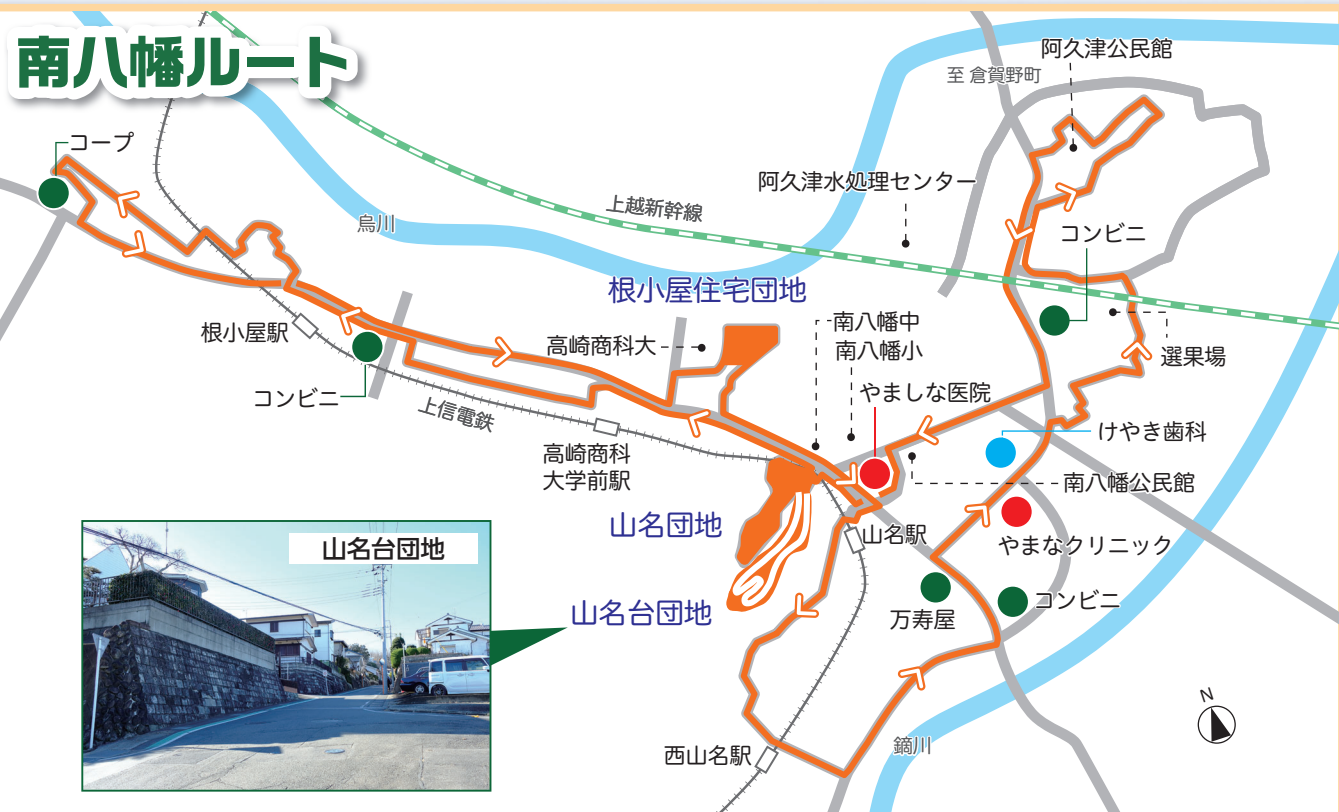 南八幡ルート
阿久津公民館
至 倉賀野町
コープ
阿久津水処理センター
上越新幹線
烏川
コンビニ
根小屋住宅団地
根小屋駅
高崎商科大
南八幡中
南八幡小
選果場
やましな医院
コンビニ
上信電鉄
けやき歯科
高崎商科
大学前駅
南八幡公民館
山名団地
山名駅
やまなクリニック
山名台団地
山名台団地
コンビニ
万寿屋
西山名駅
鏑川
N